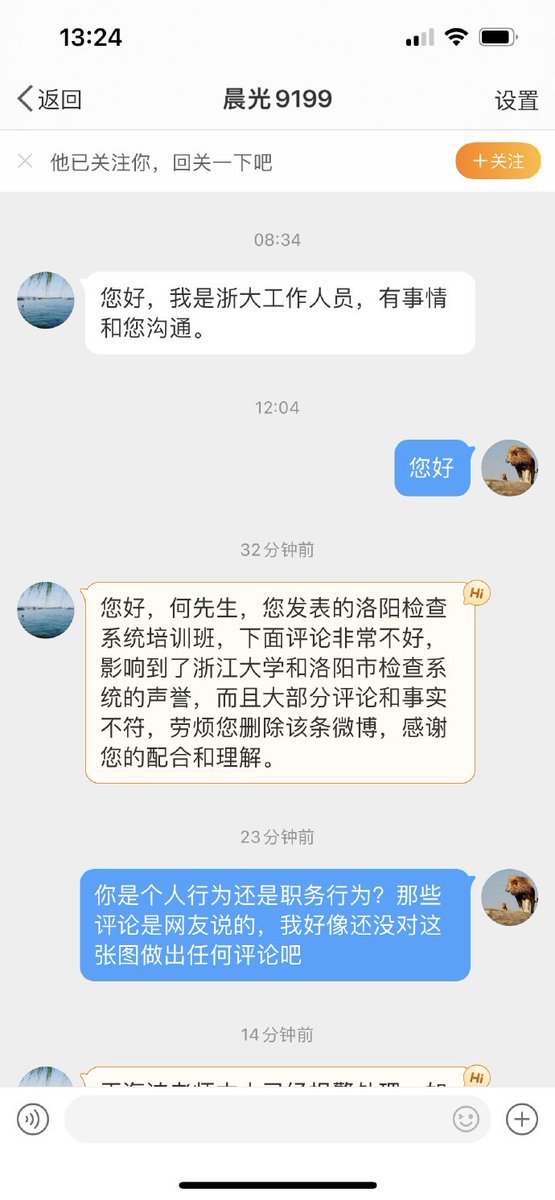 13:24
返回
晨光9199
设置
他已关注你，回关一下吧
+关注
08:34
您好，我是浙大工作人员，有事情
和您沟通。
12:04
您好
32分钟前
Hi
您好，何先生，您发表的洛阳检查
系统培训班，下面评论非常不好，
影响到了浙江大学和洛阳市检查系
统的声誉，而且大部分评论和事实
不符，劳烦您删除该条微博，感谢
您的配合和理解。
23分钟前
你是个人行为还是职务行为？那些
评论是网友说的，我好像还没对这
张图做出任何评论吧
14分钟前
Hi